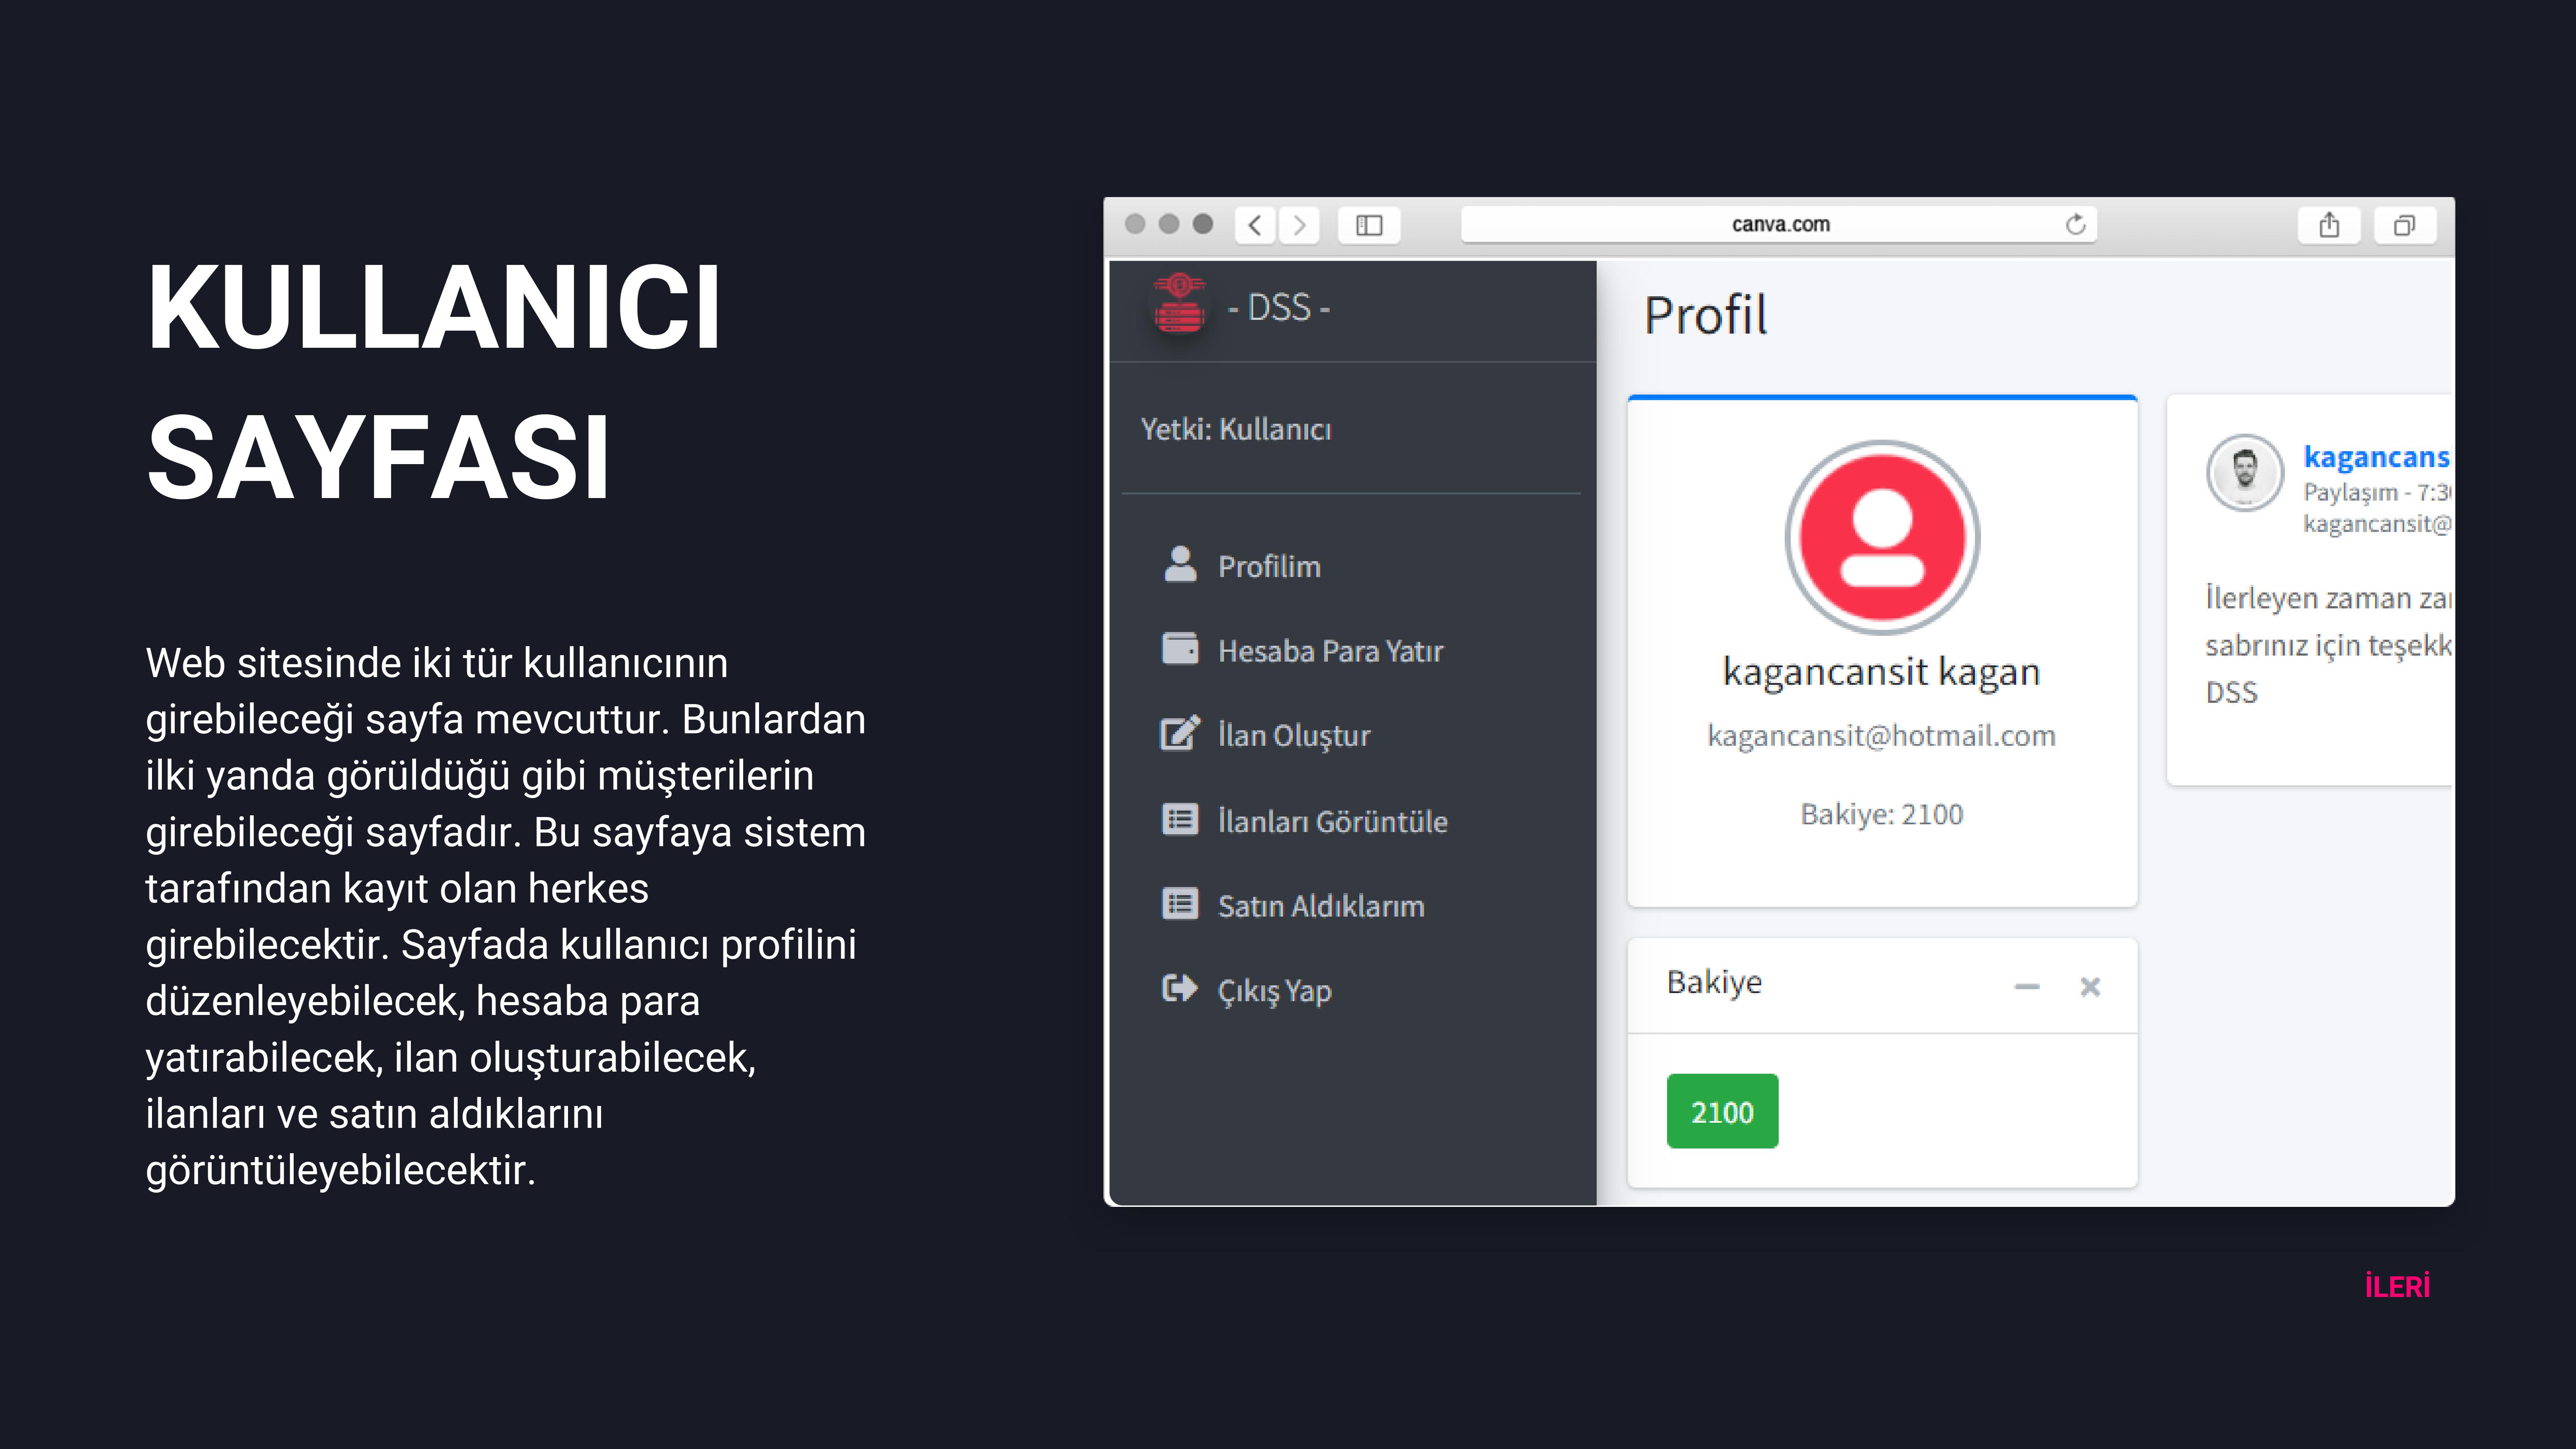 KULLANICI
SAYFASI
Web sitesinde iki tür kullanıcının
girebileceği sayfa mevcuttur. Bunlardan
ilki yanda görüldüğü gibi müşterilerin
girebileceği sayfadır. Bu sayfaya sistem
tarafından kayıt olan herkes
girebilecektir. Sayfada kullanıcı profilini
düzenleyebilecek, hesaba para
yatırabilecek, ilan oluşturabilecek,
ilanları ve satın aldıklarını
görüntüleyebilecektir.
canva.com
- DSS -
Yetki: Kullanıcı
Profilim
Hesaba Para Yatır
İlan Oluştur
İlanları Görüntüle
Satın Aldıklarım
Çıkış Yap
Profil
kagancansit kagan
kagancansit@hotmail.com
Bakiye: 2100
Bakiye
2100
kagancans
Paylaşım - 7:3
kagancansit@
İlerleyen zaman
sabrınız için teşekk
DSS
İLERİ